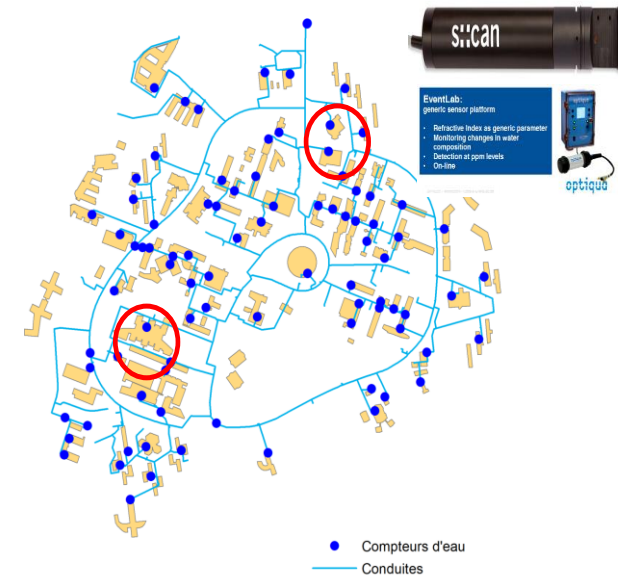 s::can
EventLab:
generic sensor platform
• Refractive Index as generic parameter
• Monitoring changes in water
composition
• Detection at ppm levels
• On-line
optiqua
Compteurs d'eau
Conduites